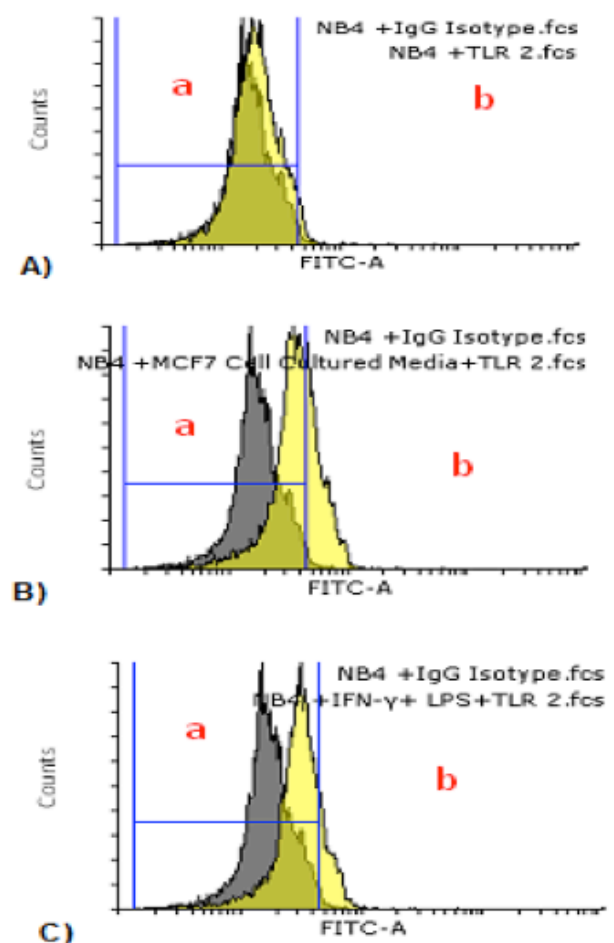 NB4 +IgG Isotype.fcs
NB4 +TLR 2.fcs
a
b
Counts
FITC-A
A)
NB4 +IgG Isotype.fcs
NB4 +MCF7 Cell Cultured Media+TLR 2.fcs
a
b
Counts
FITC-A
B)
NB4 +IgG Isotype.fcs
NB4 +IFN-γ+ LPS+TLR 2.fcs
a
b
Counts
FITC-A
C)